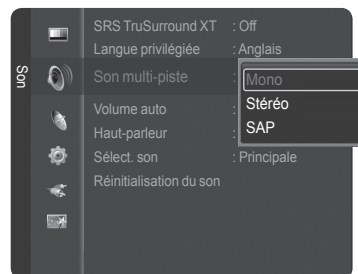 Son
SRS TruSurround XT : Off
Langue privilégiée : Anglais
Son multi-piste :
Mono
Stéréo
SAP
Volume auto :
Haut-parleur :
Sélect. son : Principale
Réinitialisation du son